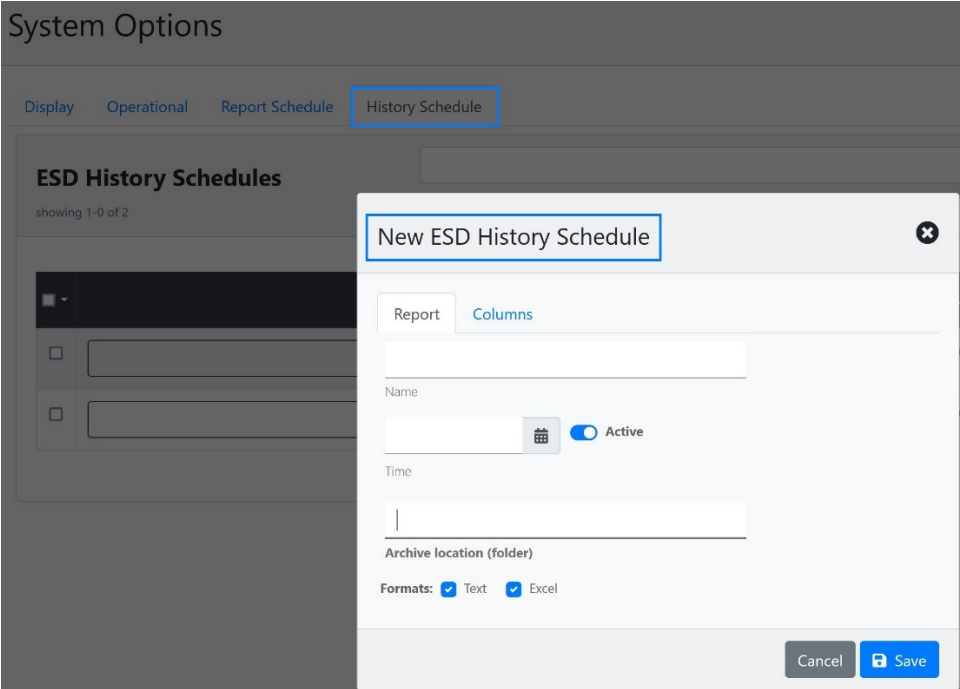 System Options
Display Operational Report Schedule History Schedule
ESD History Schedules
showing 1-0 of 2
New ESD History Schedule
Report Columns
Name
Active
Time
Archive location (folder)
Formats: Text Excel
Cancel Save